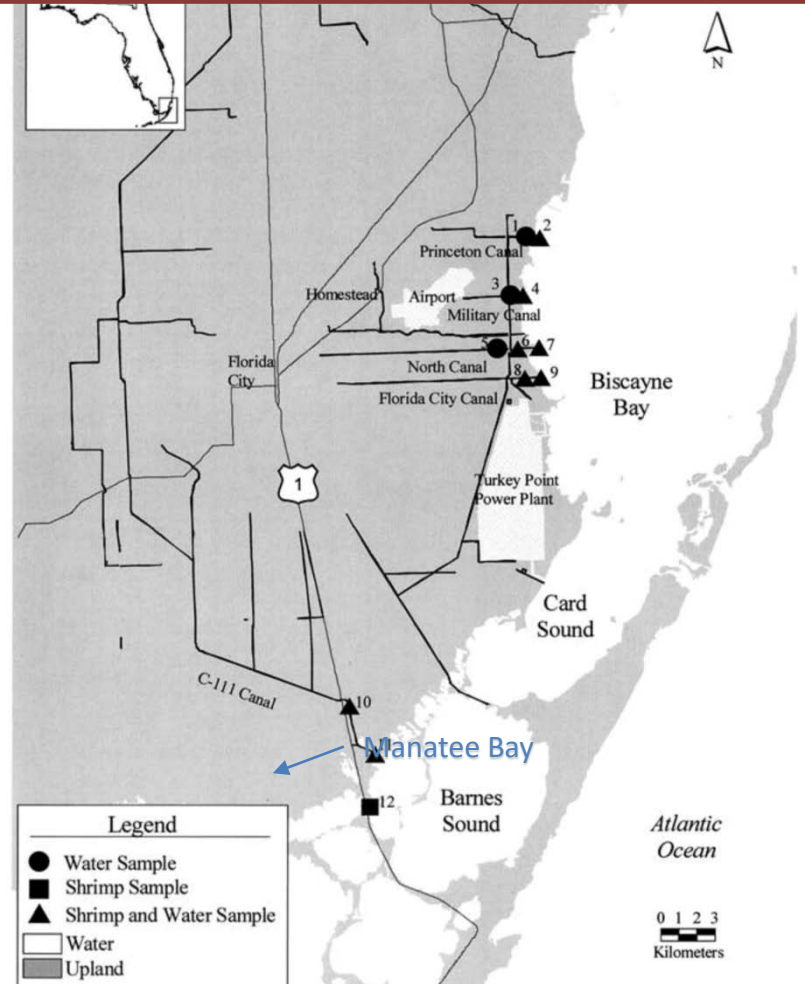 N
1
2
Princeton Canal
3
4
Homestead
Airport
Military Canal
5
6
7
North Canal
Florida
City
8
9
Florida City Canal
Biscayne
Bay
1
Turkey Point
Power Plant
Card
Sound
C-111 Canal
10
11
Manatee Bay
12
Barnes
Sound
Atlantic
Ocean
Legend
Water Sample
Shrimp Sample
Shrimp and Water Sample
Water
Upland
0 1 2 3
Kilometers